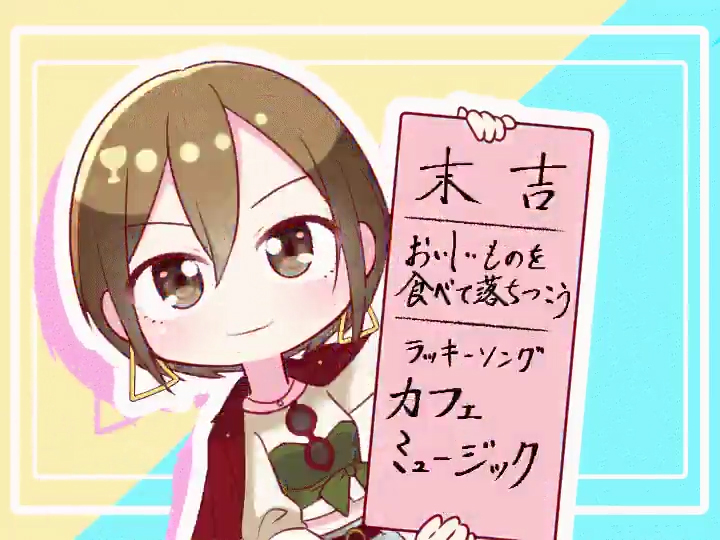 末吉
おいしいものを
食べて落ちつこう
ラッキーソング
カフェ
ミュージック